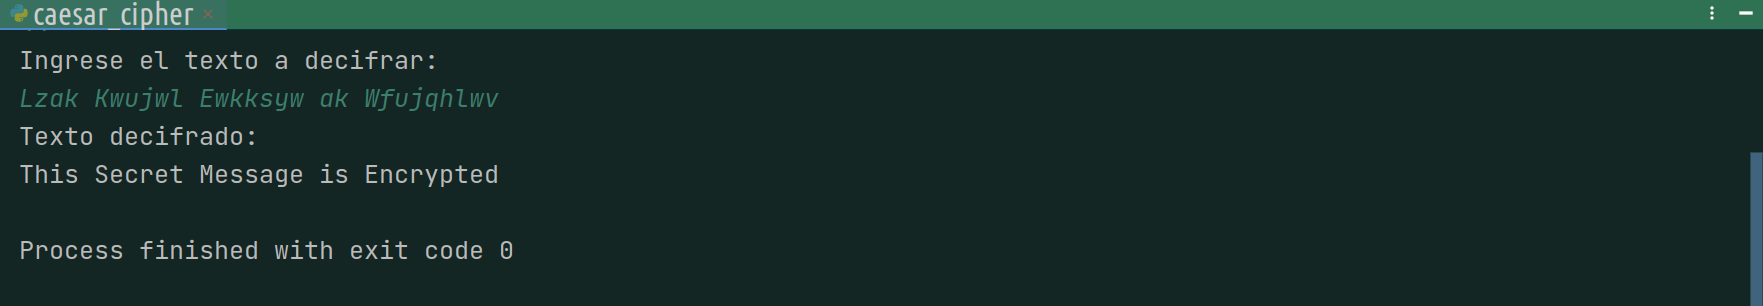 caesar_cipher
Ingrese el texto a decifrar:
Lzak Kwujwl Ewkksyw ak Wfujqhlwv
Texto decifrado:
This Secret Message is Encrypted
Process finished with exit code 0